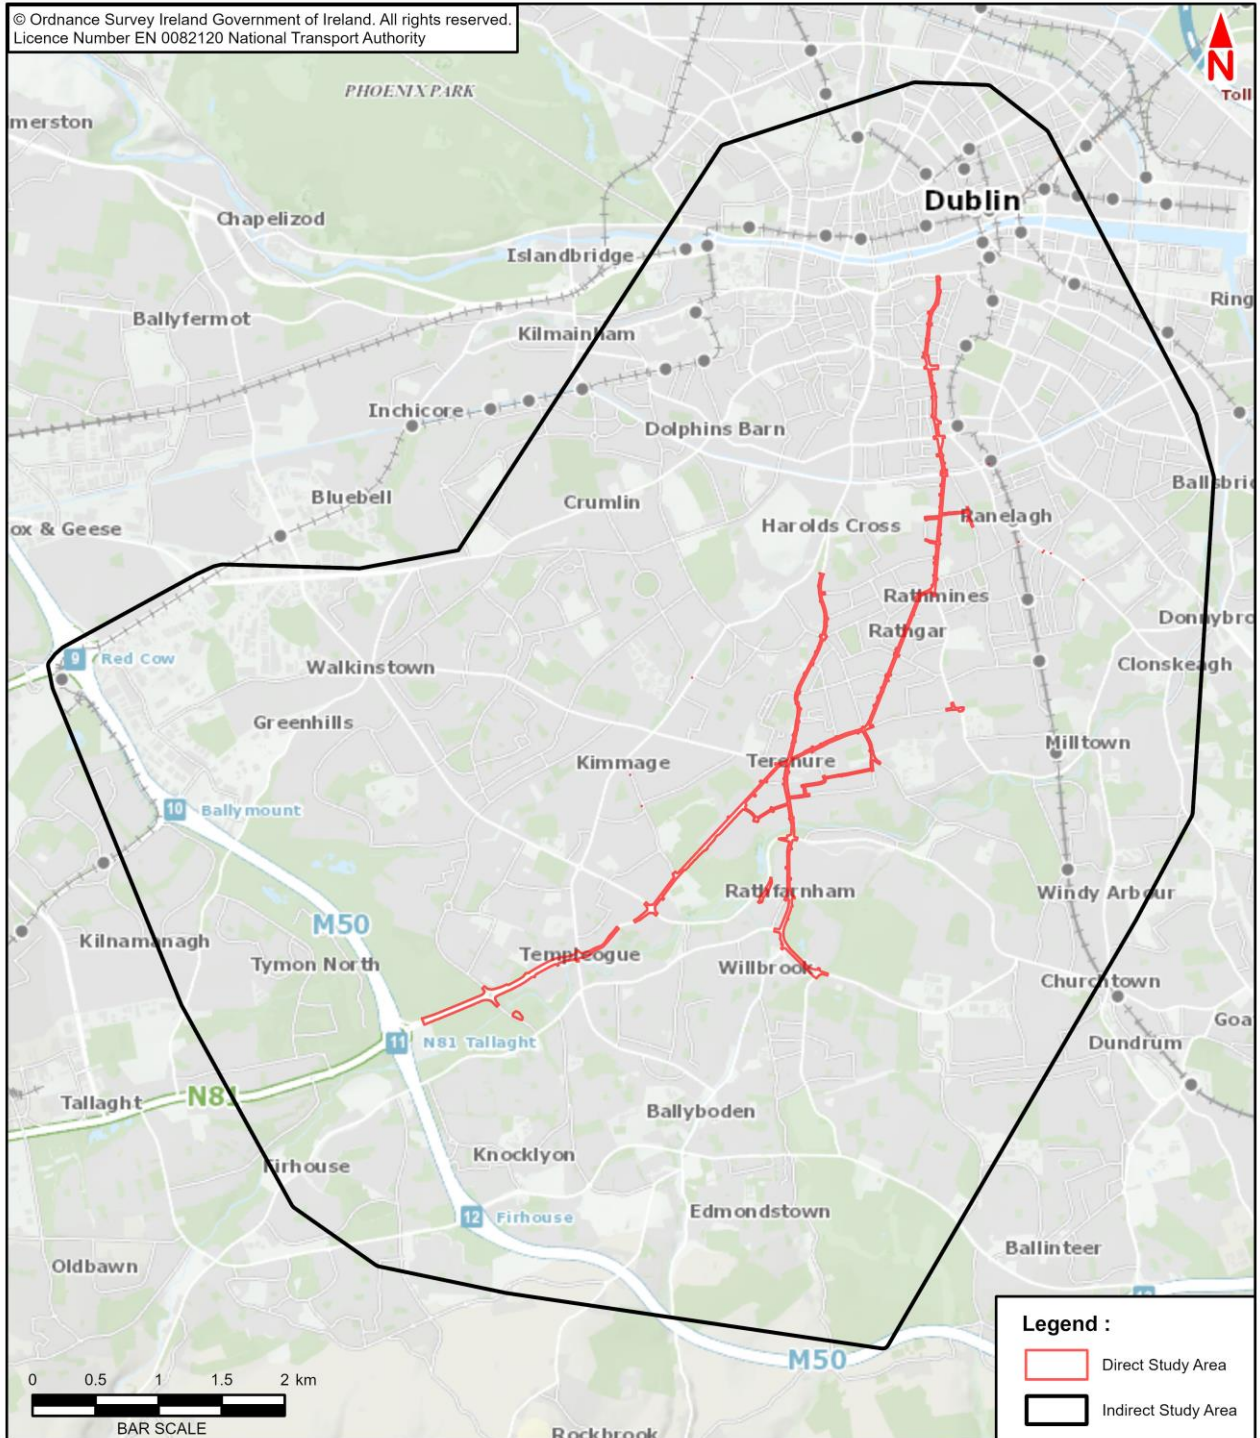 © Ordnance Survey Ireland Government of Ireland. All rights reserved.
Licence Number EN 0082120 National Transport Authority
N
Toll
PHOENIX PARK
merston
Dublin
Chapelizod
Islandbridge
Ring
Ballyfermot
Kilmainham
Inchicore
Dolphins Barn
Ballsbridg
Bluebell
Crumlin
Harolds Cross
Ranelagh
ox & Geese
Rathmines
Donnybro
Rathgar
9 Red Cow
Walkinstown
Clonskeagh
Greenhills
Milltown
Kimmage
Terenure
10 Ballymount
Rathfarnham
Windy Arbour
M50
Kilnamanagh
Tymon North
Templeogue
Willbrook
Churchtown
Goa
11 N81 Tallaght
Dundrum
N81
Tallaght
Ballyboden
Firhouse
Knocklyon
12 Firhouse
Edmondstown
Ballinteer
Oldbawn
M50
Rockbrook
0 0.5 1 1.5 2 km
BAR SCALE
Legend :
Direct Study Area
Indirect Study Area